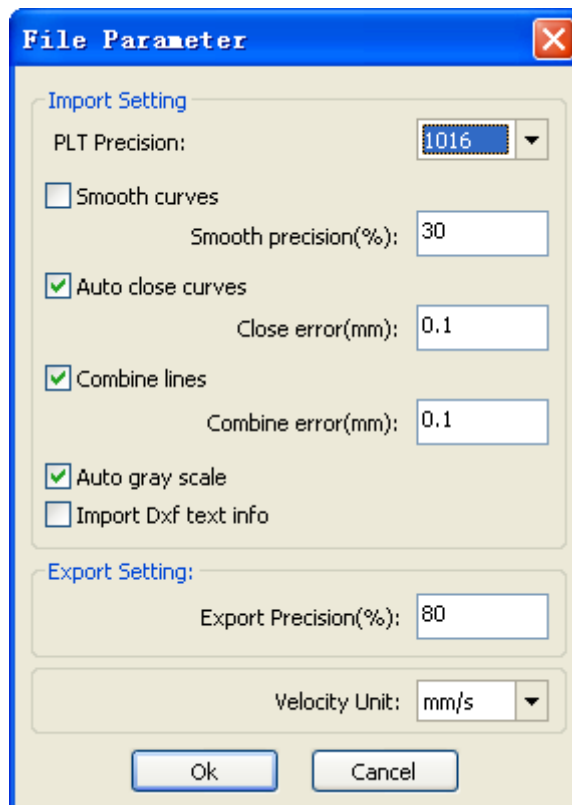 File Parameter
Import Setting
PLT Precision: 1016
Smooth curves
Smooth precision(%): 30
Auto close curves
Close error(mm): 0.1
Combine lines
Combine error(mm): 0.1
Auto gray scale
Import Dxf text info
Export Setting:
Export Precision(%): 80
Velocity Unit: mm/s
Ok Cancel